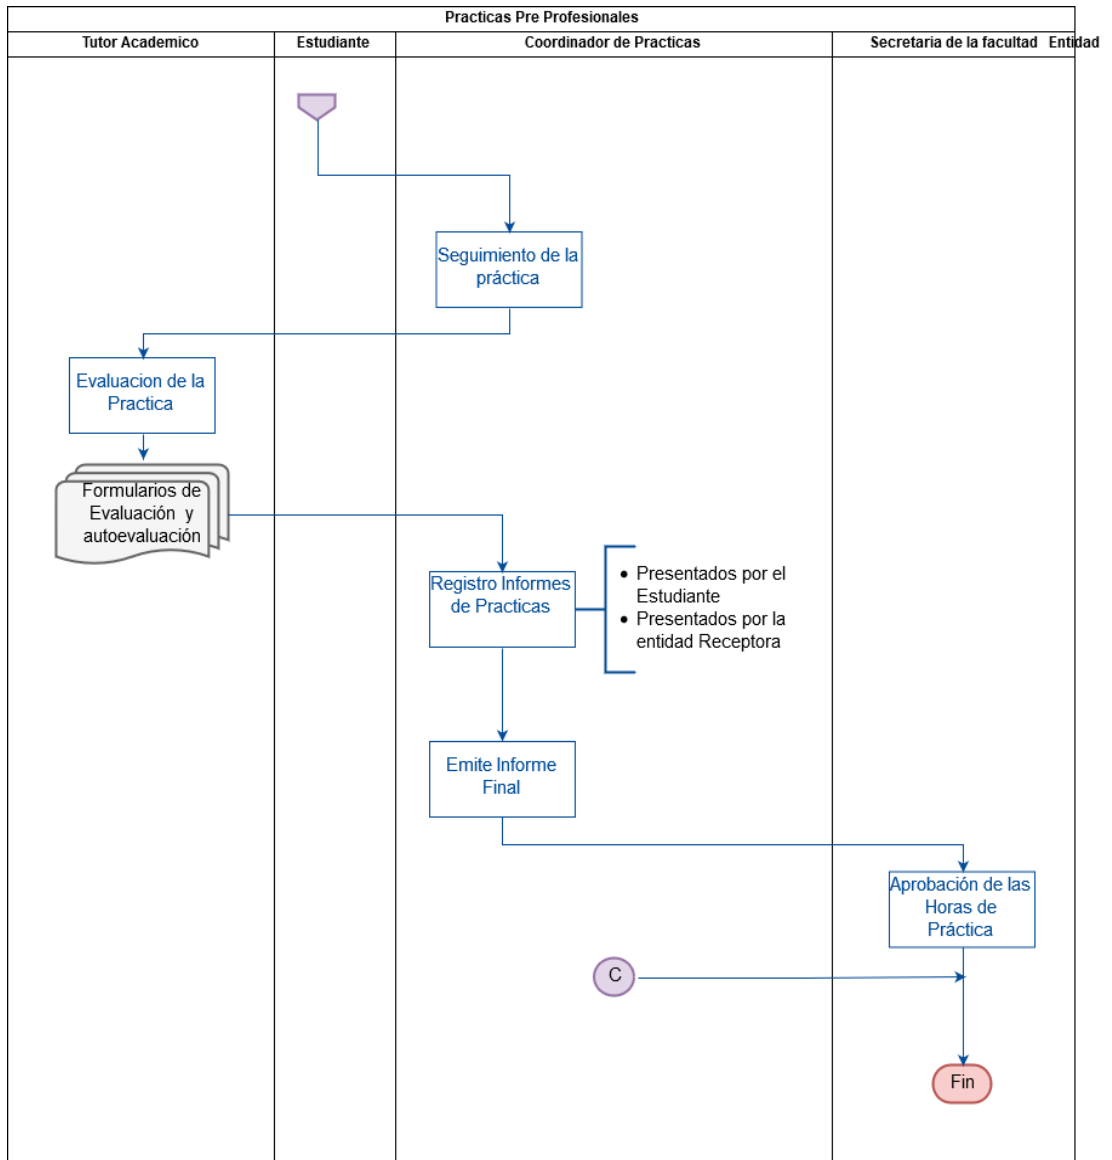 Practicas Pre Profesionales
Tutor Academico
Estudiante
Coordinador de Practicas
Secretaria de la facultad
Entidad
Seguimiento de la
práctica
Evaluacion de la
Practica
Formularios de
Evaluación y
autoevaluación
Registro Informes
de Practicas
• Presentados por el
Estudiante
• Presentados por la
entidad Receptora
Emite Informe
Final
Aprobación de las
Horas de
Práctica
C
Fin